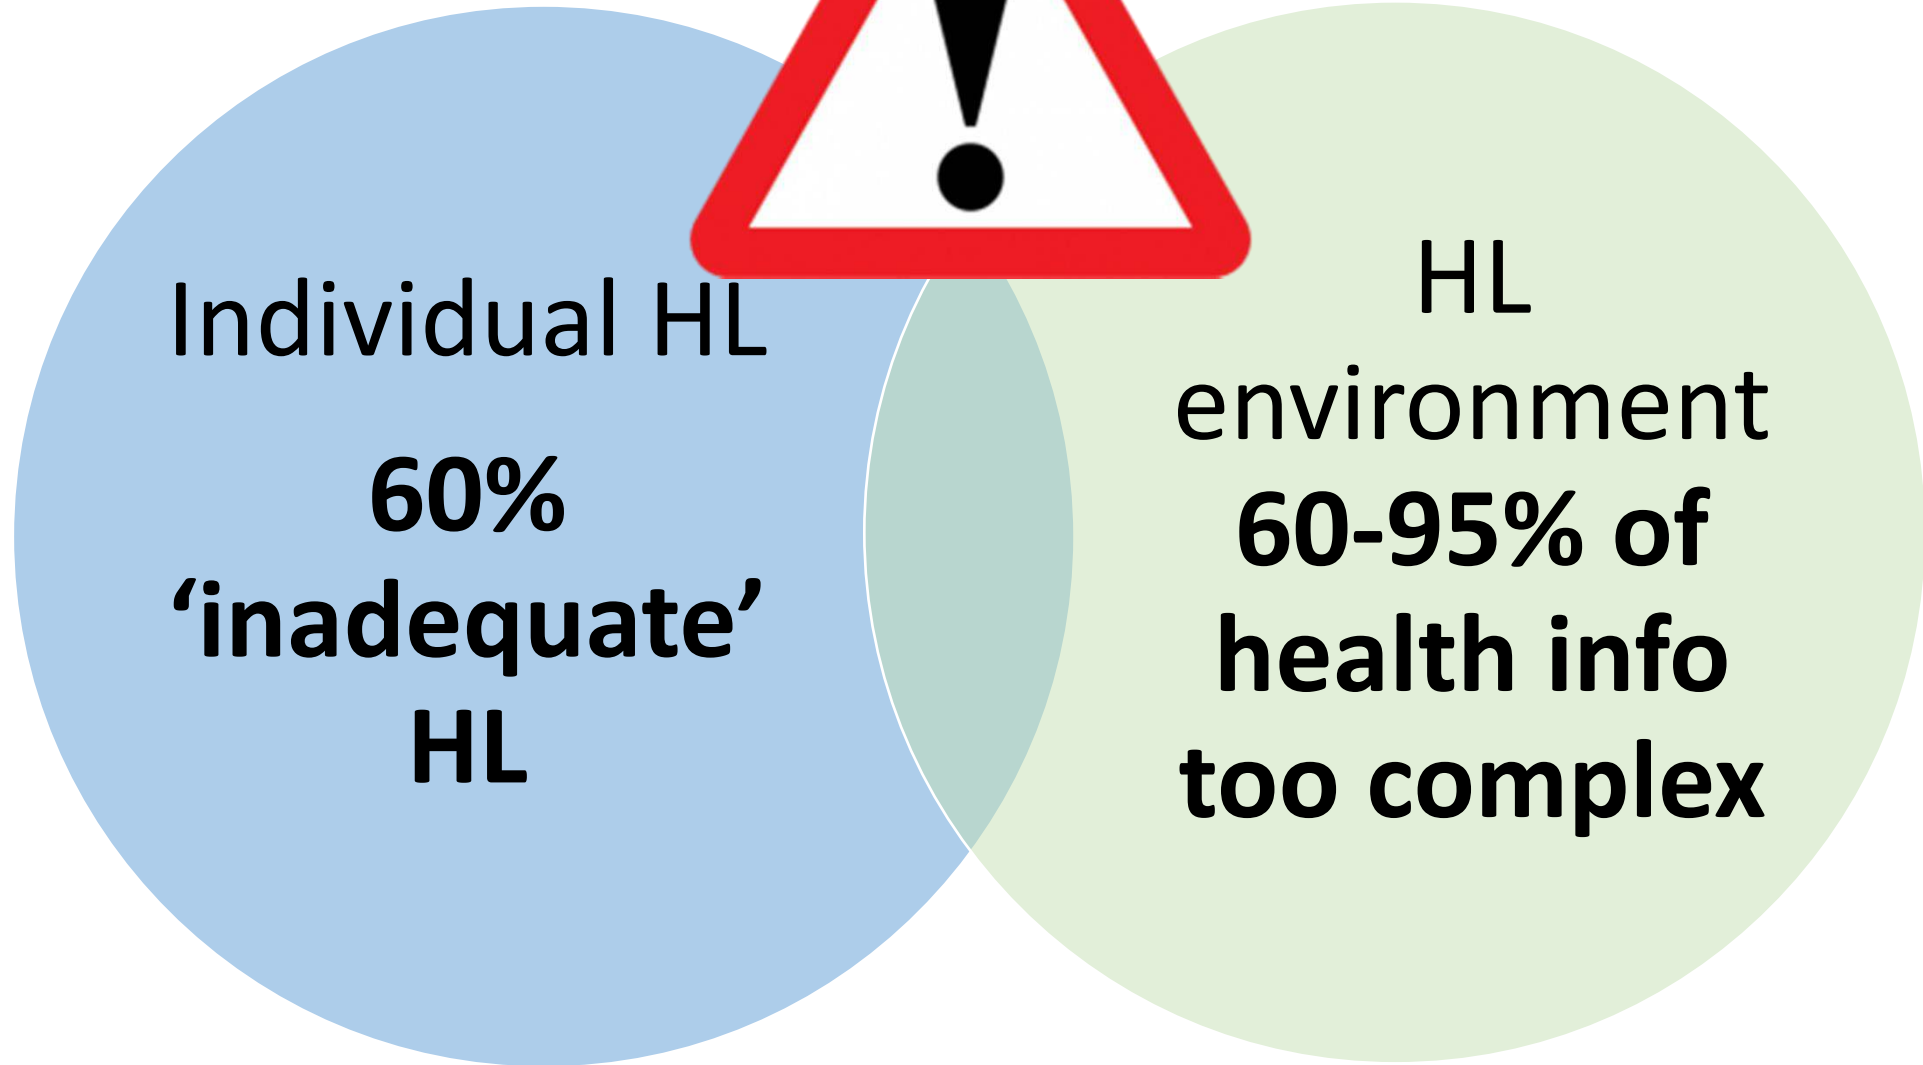 Individual HL
60%
‘inadequate’
HL
HL
environment
60-95% of
health info
too complex